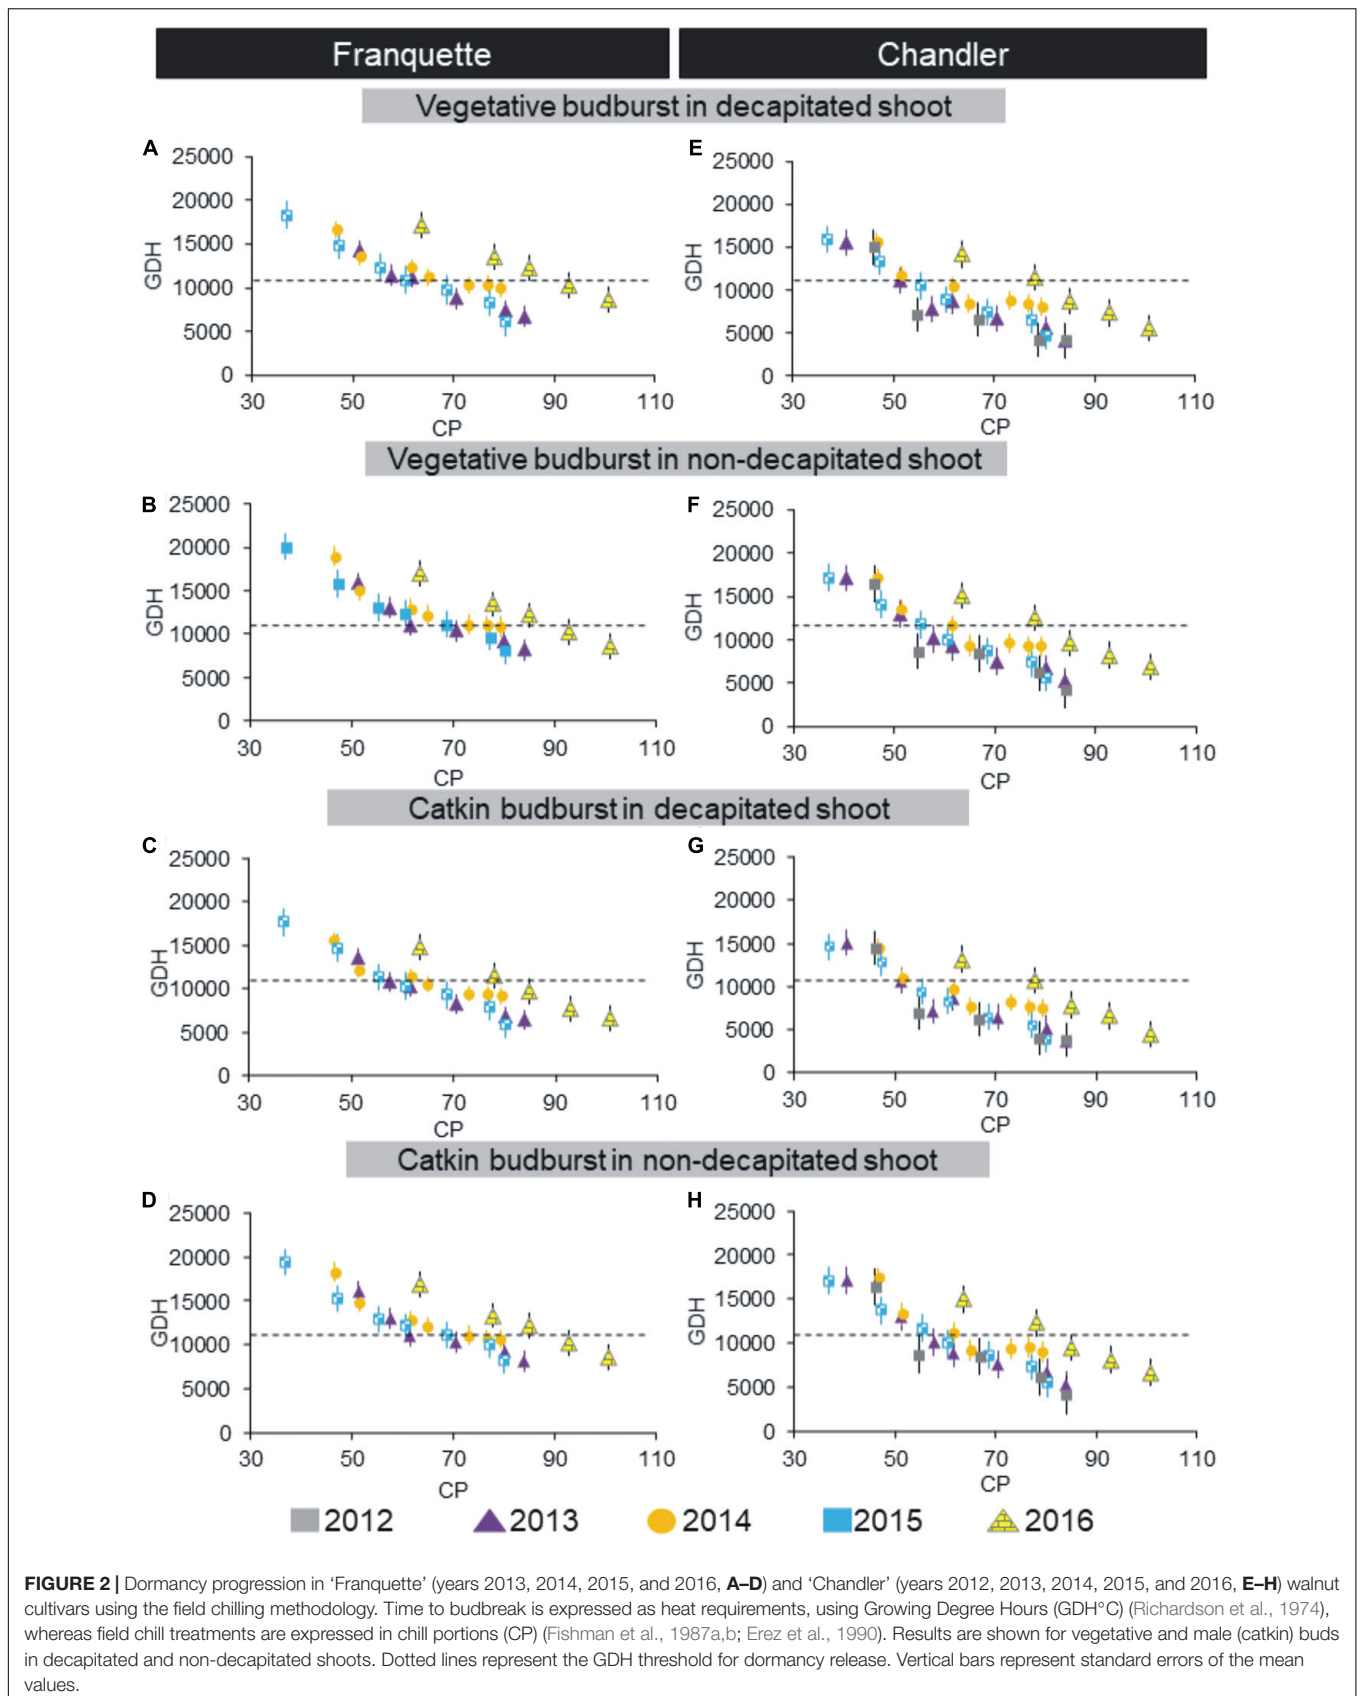 Franquette
Chandler
Vegetative budburst in decapitated shoot
A
25000
20000
15000
10000
5000
0
GDH
30 50 70 90 110
CP
E
25000
20000
15000
10000
5000
0
GDH
30 50 70 90 110
CP
Vegetative budburst in non-decapitated shoot
B
25000
20000
15000
10000
5000
0
GDH
30 50 70 90 110
CP
F
25000
20000
15000
10000
5000
0
GDH
30 50 70 90 110
CP
Catkin budburst in decapitated shoot
C
25000
20000
15000
10000
5000
0
GDH
30 50 70 90 110
CP
G
25000
20000
15000
10000
5000
0
GDH
30 50 70 90 110
CP
Catkin budburst in non-decapitated shoot
D
25000
20000
15000
10000
5000
0
GDH
30 50 70 90 110
CP
H
25000
20000
15000
10000
5000
0
GDH
30 50 70 90 110
CP
2012 2013 2014 2015 2016
FIGURE 2 | Dormancy progression in ‘Franquette’ (years 2013, 2014, 2015, and 2016, A–D) and ‘Chandler’ (years 2012, 2013, 2014, 2015, and 2016, E–H) walnut
cultivars using the field chilling methodology. Time to budbreak is expressed as heat requirements, using Growing Degree Hours (GDH°C) (Richardson et al., 1974),
whereas field chill treatments are expressed in chill portions (CP) (Fishman et al., 1987a,b; Erez et al., 1990). Results are shown for vegetative and male (catkin) buds
in decapitated and non-decapitated shoots. Dotted lines represent the GDH threshold for dormancy release. Vertical bars represent standard errors of the mean
values.